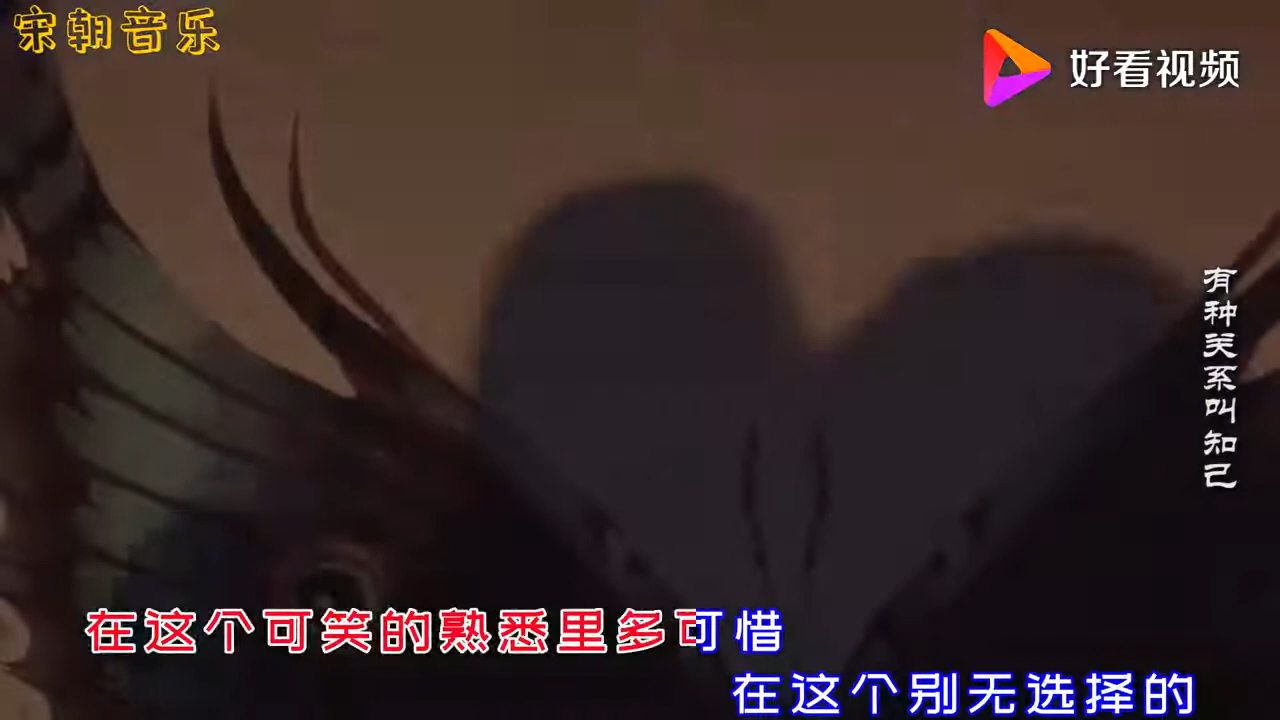 宋朝音乐
好看视频
有种关系叫知己
在这个可笑的熟悉里多可惜
在这个别无选择的